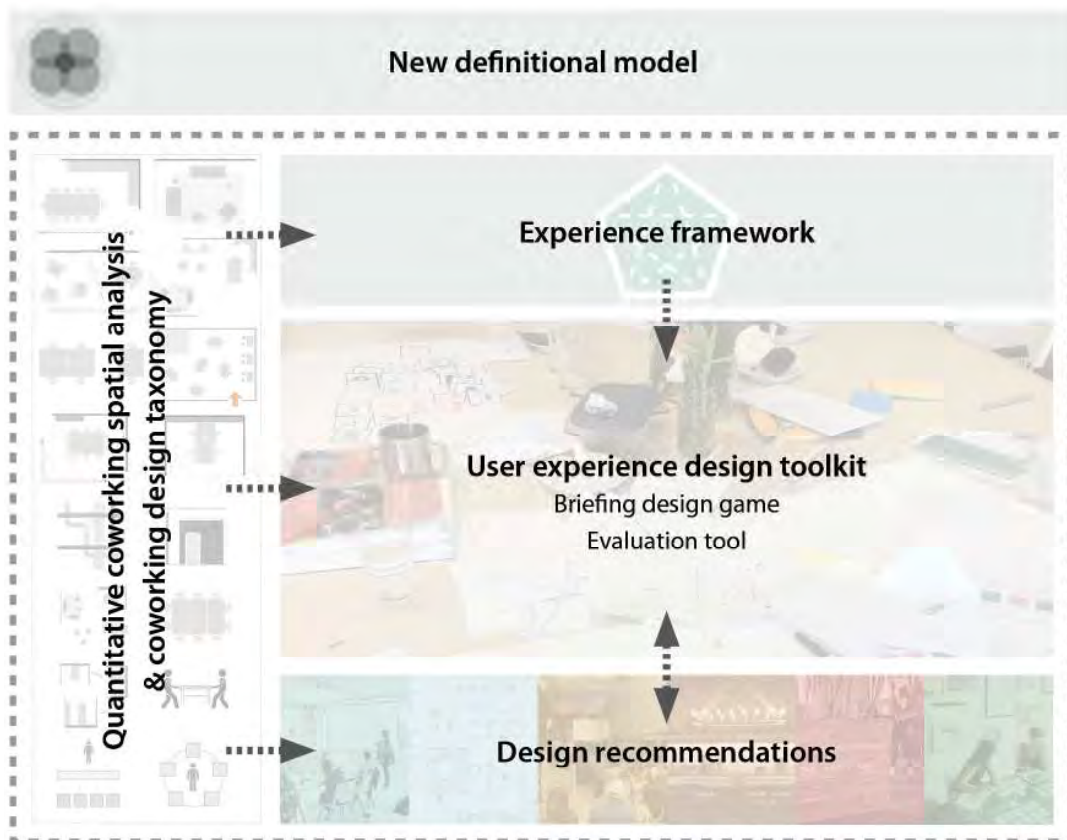 New definitional model
Quantitative coworking spatial analysis
& coworking design taxonomy
Experience framework
User experience design toolkit
Briefing design game
Evaluation tool
Design recommendations